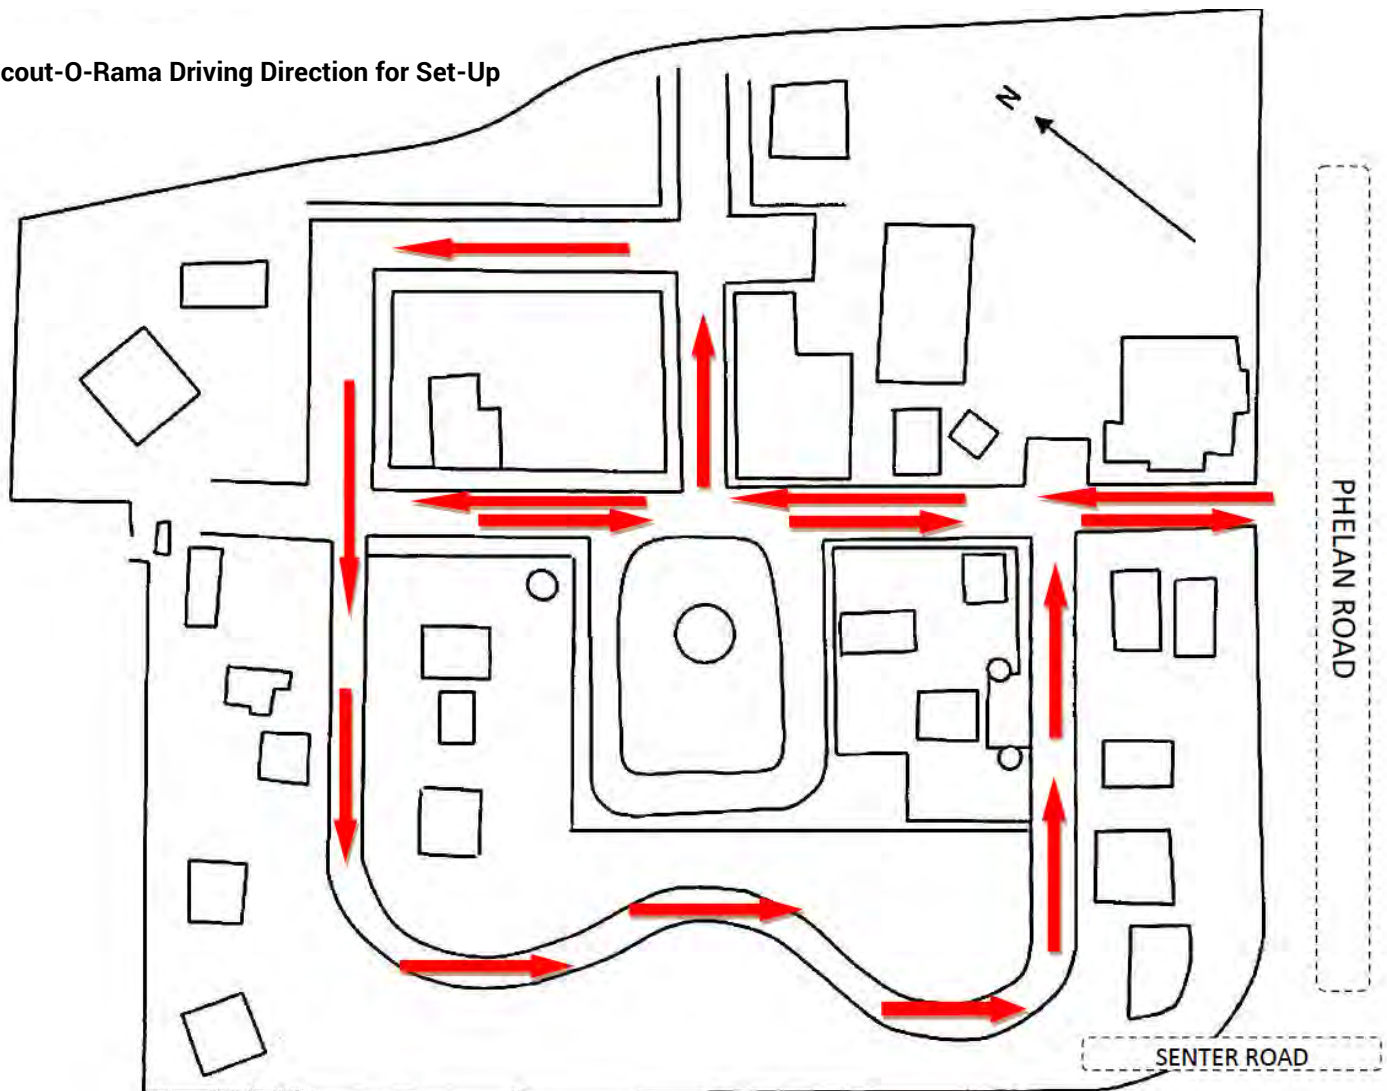 cout-O-Rama Driving Direction for Set-Up
N
PHELAN ROAD
SENTER ROAD